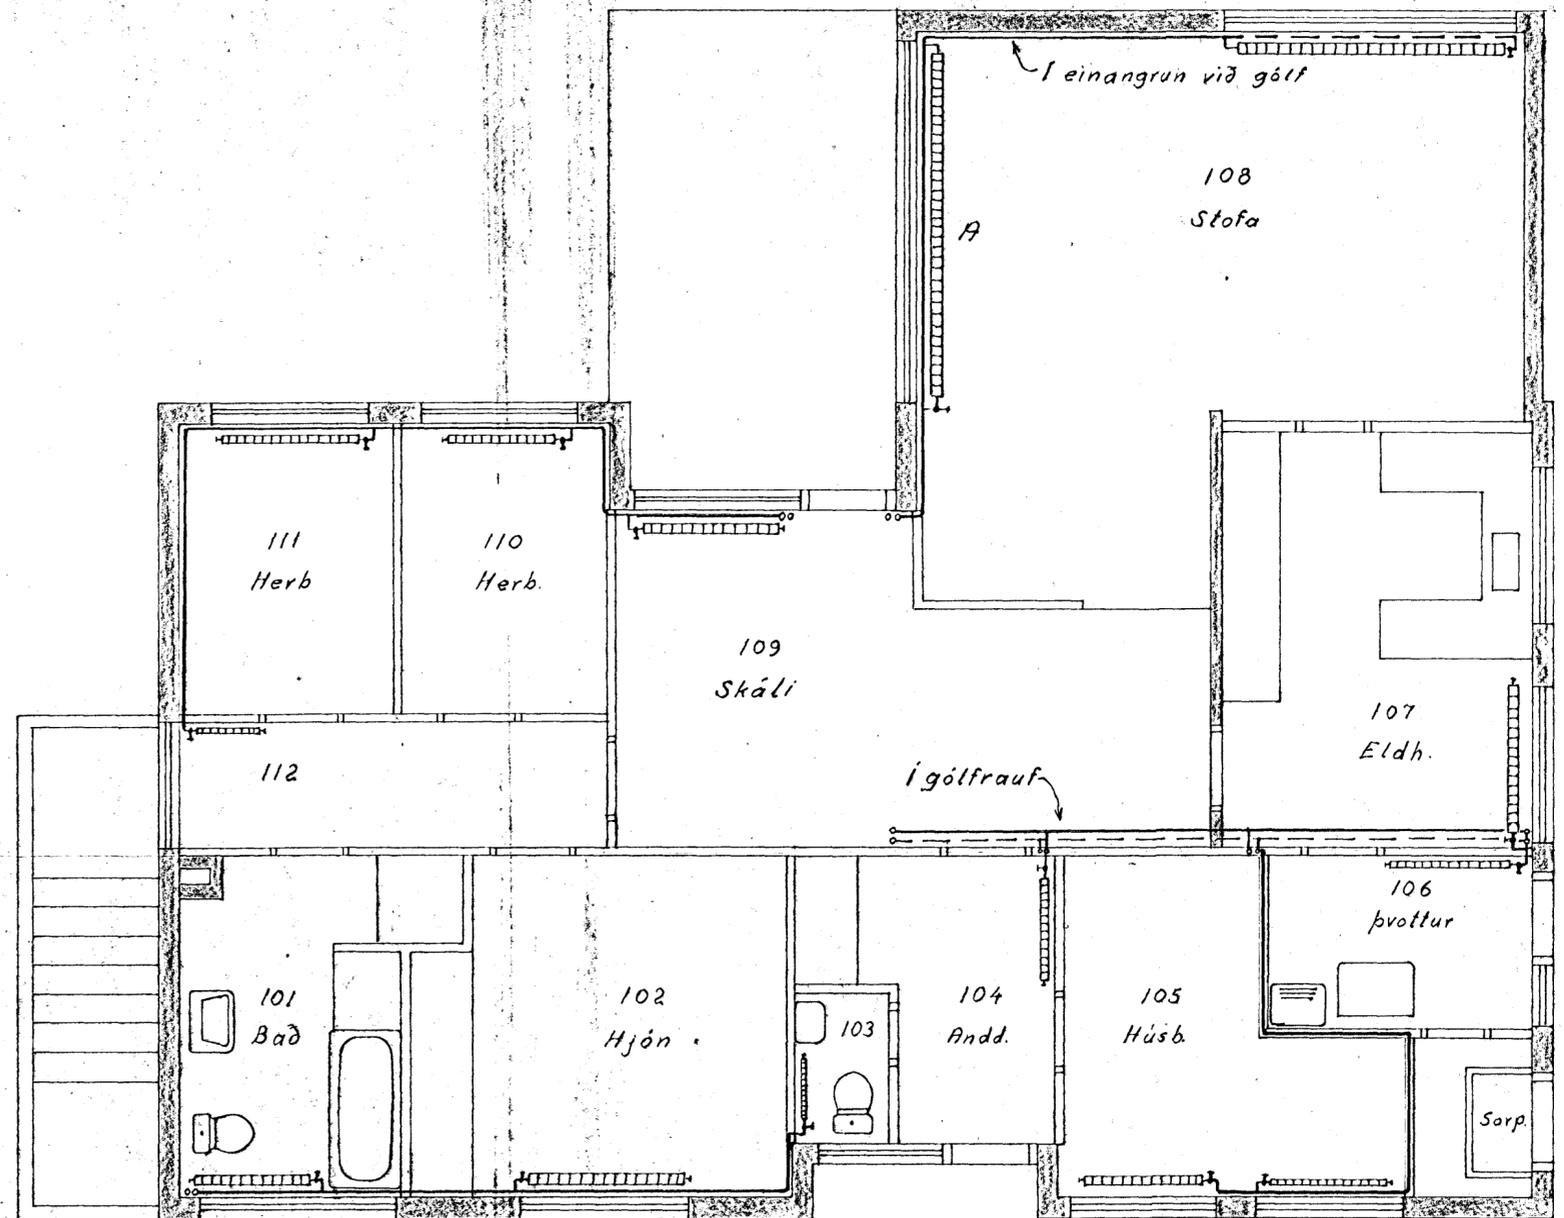 Í einangrun við gólf
108
Stofa
A
111
Herb
110
Herb.
109
Skáli
107
Eldh.
112
Í gólfrauf
106
þvottur
101
Bað
102
Hjón
103
104
Andd.
105
Húsb.
Sorp.